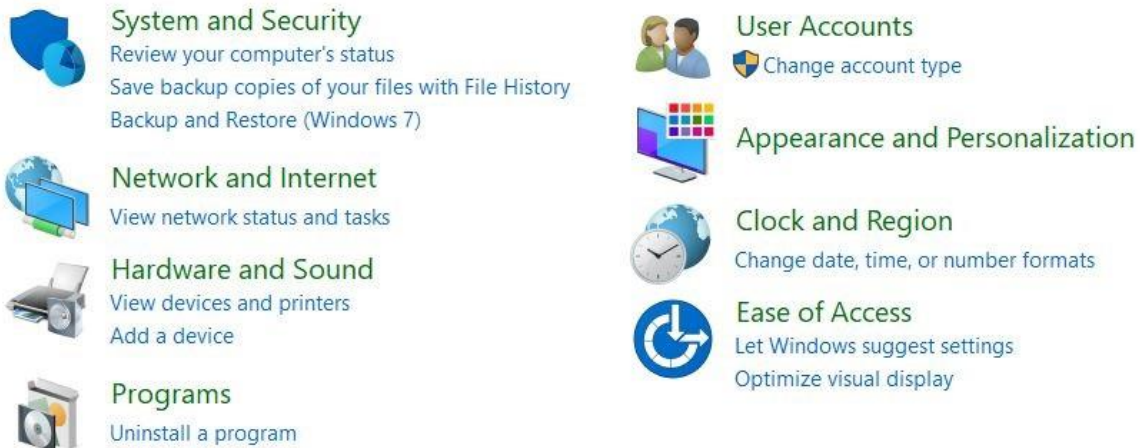 System and Security
Review your computer's status
Save backup copies of your files with File History
Backup and Restore (Windows 7)
Network and Internet
View network status and tasks
Hardware and Sound
View devices and printers
Add a device
Programs
Uninstall a program
User Accounts
Change account type
Appearance and Personalization
Clock and Region
Change date, time, or number formats
Ease of Access
Let Windows suggest settings
Optimize visual display